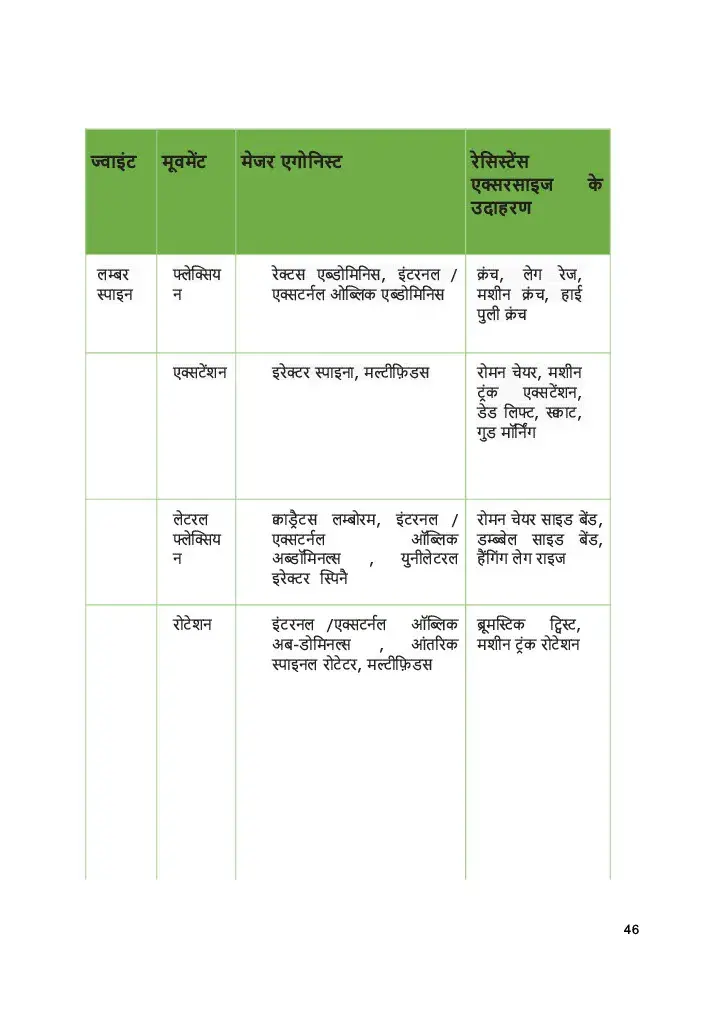 ज्वाइंट मूवमेंट मेजर एगोनिस्ट रेसिस्टेंस
एक्सरसाइज के
उदाहरण
लम्बर फ्लेक्सिय रेक्टस एब्डोमिनिस, इंटरनल / क्रंच, लेग रेज,
स्पाइन न एक्सटर्नल ओब्लिक एब्डोमिनिस मशीन क्रंच, हाई
पुली क्रंच
एक्सटेंशन इरेक्टर स्पाइना, मल्टीफ़िडस रोमन चेयर, मशीन
ट्रंक एक्सटेंशन,
डेड लिफ्ट, स्क्वाट,
गुड मॉर्निंग
लेटरल क्वाड्रैटस लम्बोरम, इंटरनल / रोमन चेयर साइड बेंड,
फ्लेक्सिय एक्सटर्नल ऑब्लिक डम्ब्बेल साइड बेंड,
न अब्डॉमिनल्स , युनीलेटरल हैंगिंग लेग राइज
इरेक्टर स्पिनै
रोटेशन इंटरनल /एक्सटर्नल ऑब्लिक ब्रूमस्टिक ट्विस्ट,
अब-डोमिनल्स , आंतरिक मशीन ट्रंक रोटेशन
स्पाइनल रोटेटर, मल्टीफ़िडस
46